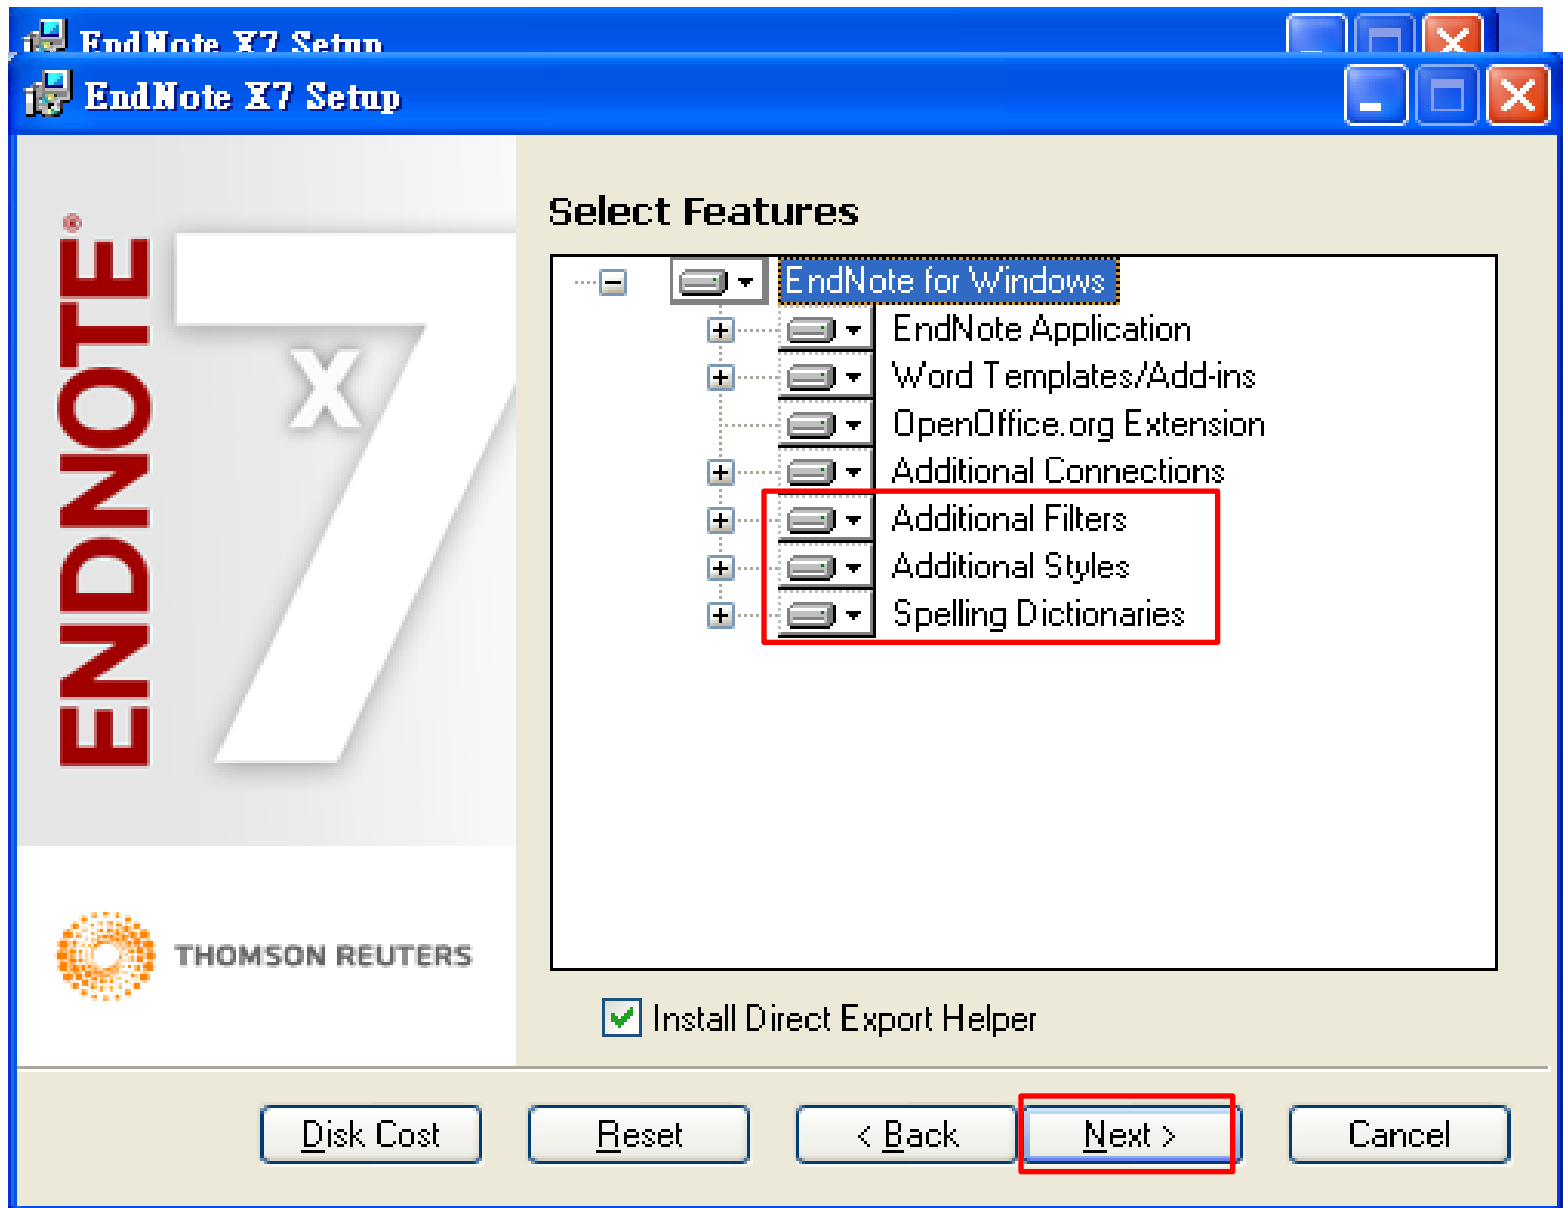 EndNote X7 Setup
EndNote X7 Setup
ENDNOTE®
X7
THOMSON REUTERS
Select Features
EndNote for Windows
EndNote Application
Word Templates/Add-ins
OpenOffice.org Extension
Additional Connections
Additional Filters
Additional Styles
Spelling Dictionaries
Install Direct Export Helper
Disk Cost
Reset
< Back
Next >
Cancel